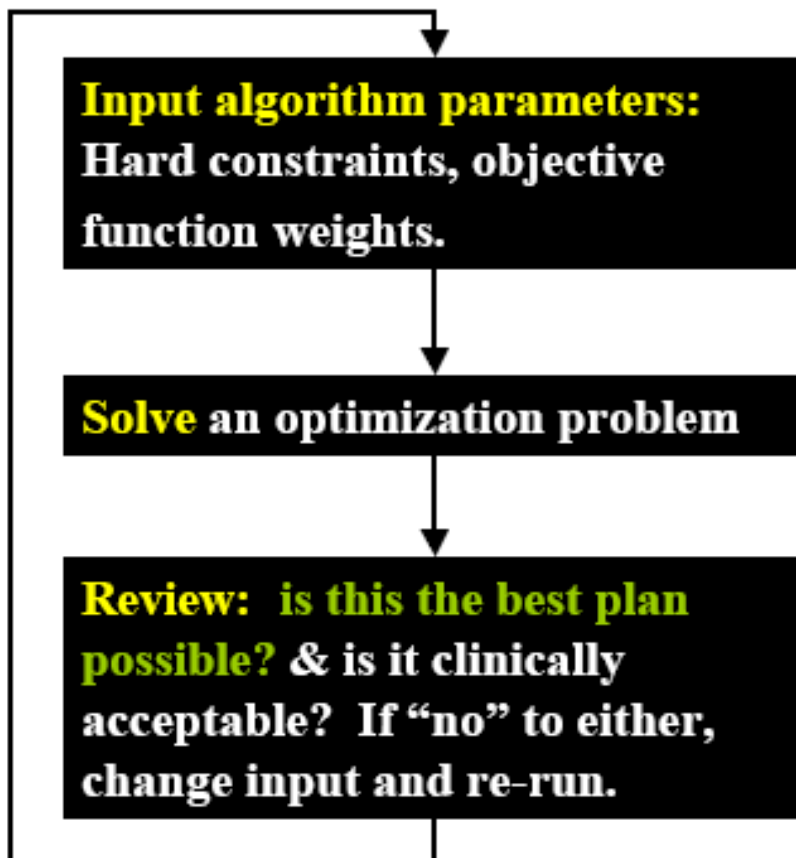 Input algorithm parameters:
Hard constraints, objective
function weights.
Solve an optimization problem
Review: is this the best plan
possible? & is it clinically
acceptable? If “no” to either,
change input and re-run.